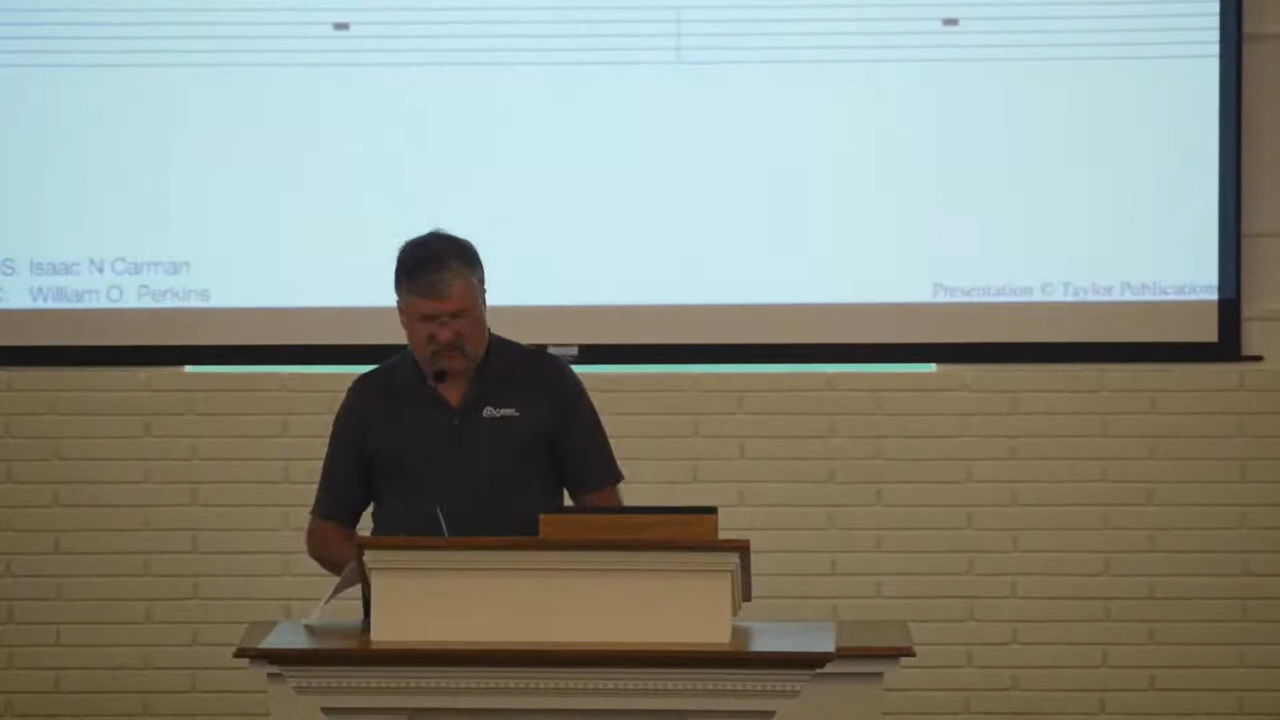 S: Isaac N Carman
C: William O. Perkins
Presentation © Taylor Publications